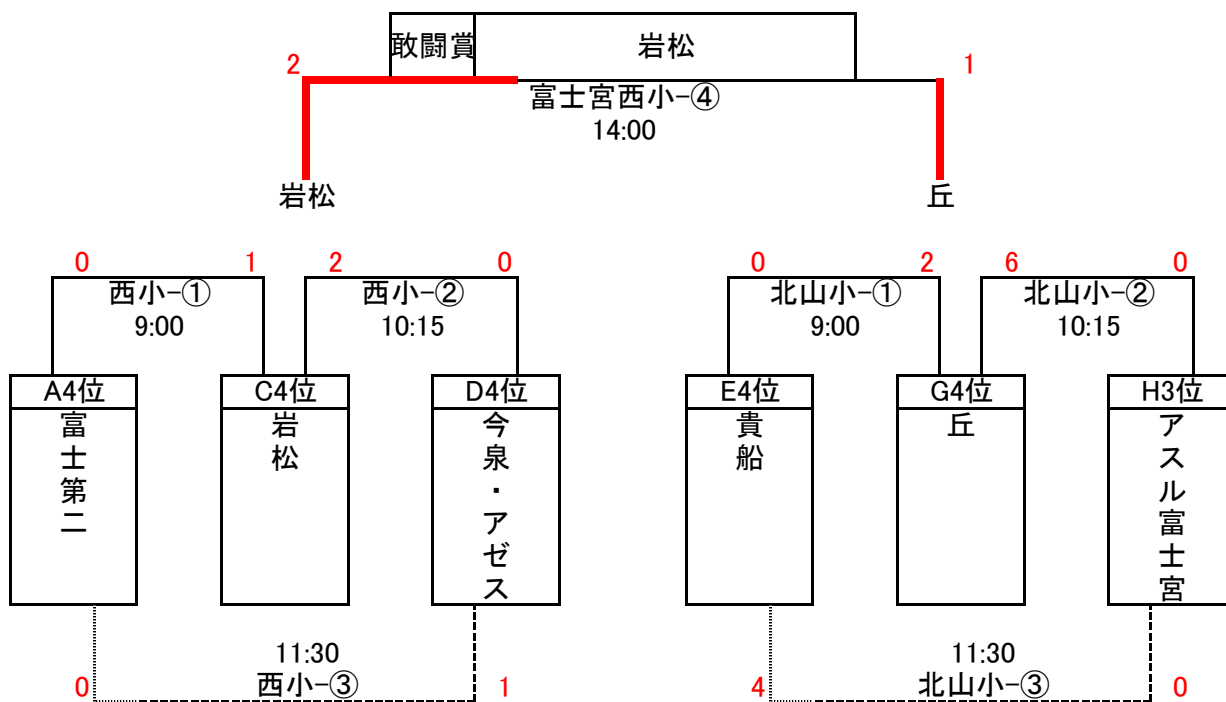 敢闘賞 岩松
2 1
富士宮西小-④
14:00
岩松 丘
0 1 2 0 0 2 6 0
西小-① 西小-② 北山小-① 北山小-②
9:00 10:15 9:00 10:15
A4位 C4位 D4位 E4位 G4位 H3位
富士第二
岩松
今泉・アゼス
貴船
丘
アスル富士宮
11:30 11:30
0 西小-③ 1 4 北山小-③ 0